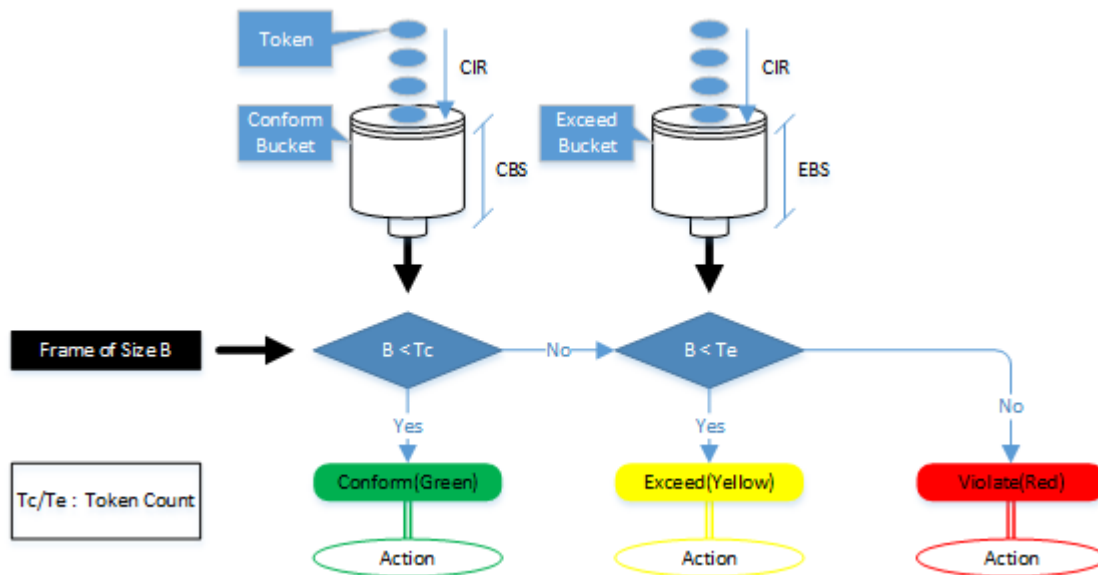 Token
CIR
CIR
Conform
Bucket
Exceed
Bucket
CBS
EBS
Frame of Size B
B < Tc
No
B < Te
Yes
Yes
No
Tc/Te : Token Count
Conform(Green)
Exceed(Yellow)
Violate(Red)
Action
Action
Action